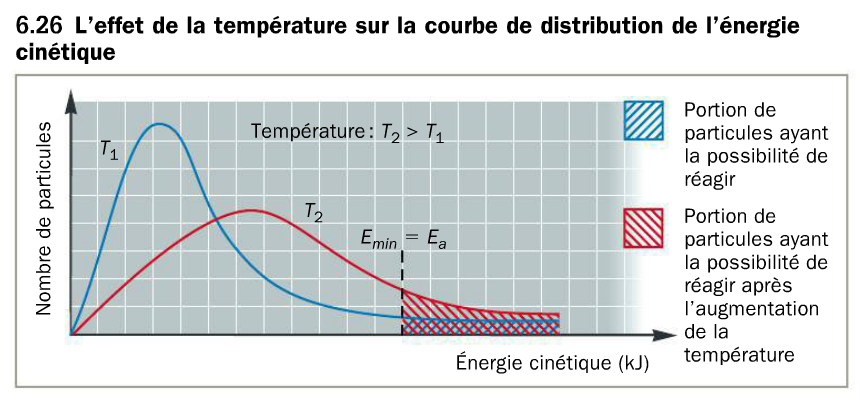 6.26 L’effet de la température sur la courbe de distribution de l’énergie
cinétique
Nombre de particules
T1
Température : T2 > T1
T2
Emin = Ea
Énergie cinétique (kJ)
Portion de
particules ayant
la possibilité de
réagir
Portion de
particules ayant
la possibilité de
réagir après
l’augmentation
de la
température